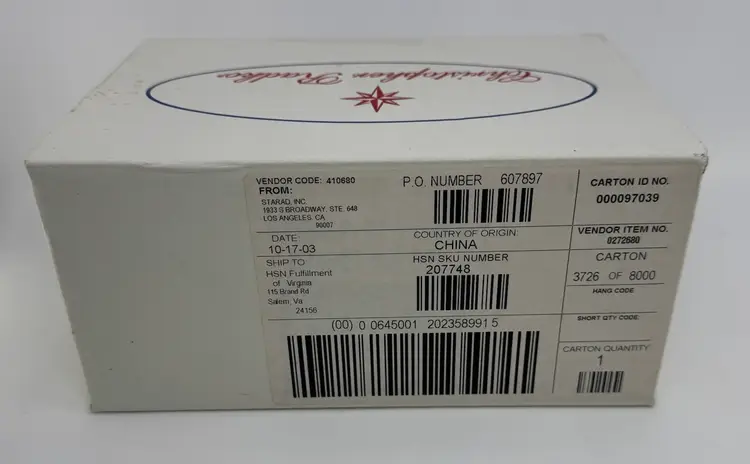 Christopher Radko
VENDOR CODE: 410680
FROM:
STARAD, INC.
1933 S BROADWAY, STE. 648
LOS ANGELES, CA
90007
P.O. NUMBER 607897
CARTON ID NO.
000097039
DATE:
10-17-03
COUNTRY OF ORIGIN:
CHINA
VENDOR ITEM NO.
0272680
SHIP TO
HSN Fulfillment
of Virginia
115 Brand Rd
Salem, Va
24156
HSN SKU NUMBER
207748
CARTON
3726 OF 8000
HANG CODE:
SHORT QTY CODE:
(00) 0 0645001 202358991 5
CARTON QUANTITY
1